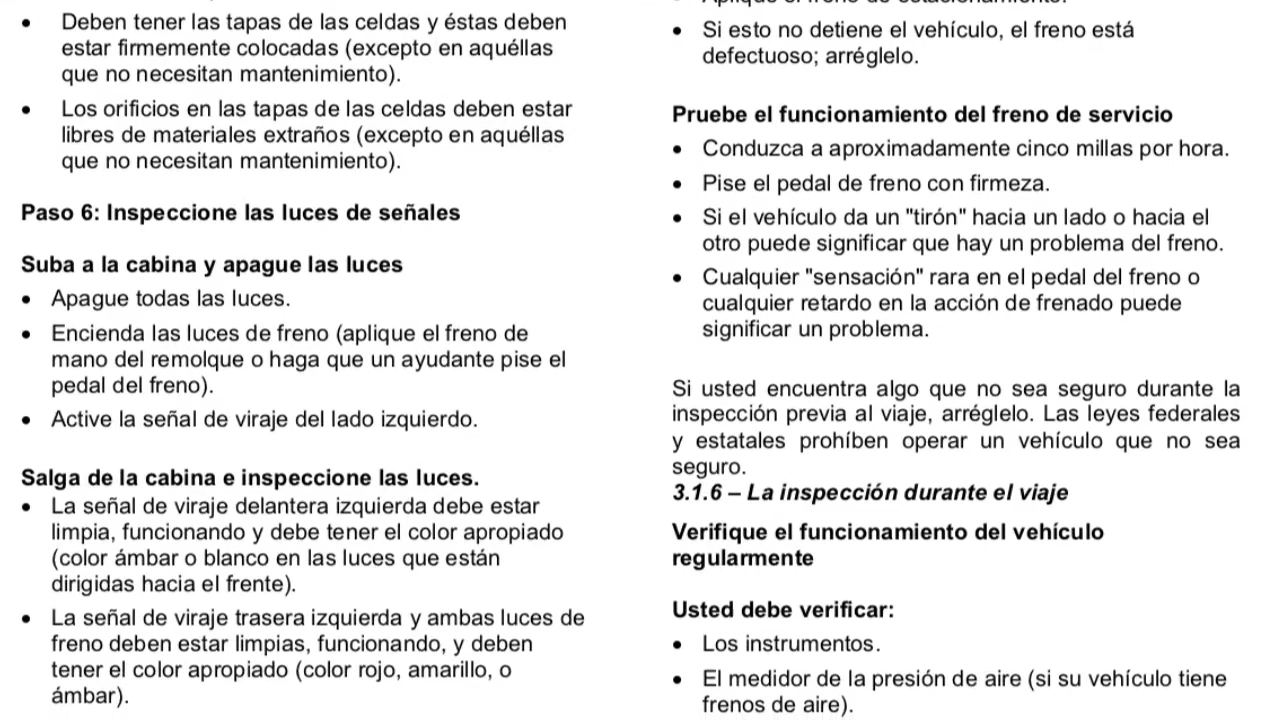 • Deben tener las tapas de las celdas y éstas deben
estar firmemente colocadas (excepto en aquéllas
que no necesitan mantenimiento).
• Los orificios en las tapas de las celdas deben estar
libres de materiales extraños (excepto en aquéllas
que no necesitan mantenimiento).
Paso 6: Inspeccione las luces de señales
Suba a la cabina y apague las luces
• Apague todas las luces.
• Encienda las luces de freno (aplique el freno de
mano del remolque o haga que un ayudante pise el
pedal del freno).
• Active la señal de viraje del lado izquierdo.
Salga de la cabina e inspeccione las luces.
• La señal de viraje delantera izquierda debe estar
limpia, funcionando y debe tener el color apropiado
(color ámbar o blanco en las luces que están
dirigidas hacia el frente).
• La señal de viraje trasera izquierda y ambas luces de
freno deben estar limpias, funcionando, y deben
tener el color apropiado (color rojo, amarillo, o
ámbar).
• Si esto no detiene el vehículo, el freno está
defectuoso; arréglelo.
Pruebe el funcionamiento del freno de servicio
• Conduzca a aproximadamente cinco millas por hora.
• Pise el pedal de freno con firmeza.
• Si el vehículo da un "tirón" hacia un lado o hacia el
otro puede significar que hay un problema del freno.
• Cualquier "sensación" rara en el pedal del freno o
cualquier retardo en la acción de frenado puede
significar un problema.
Si usted encuentra algo que no sea seguro durante la
inspección previa al viaje, arréglelo. Las leyes federales
y estatales prohíben operar un vehículo que no sea
seguro.
3.1.6 – La inspección durante el viaje
Verifique el funcionamiento del vehículo
regularmente
Usted debe verificar:
• Los instrumentos.
• El medidor de la presión de aire (si su vehículo tiene
frenos de aire).